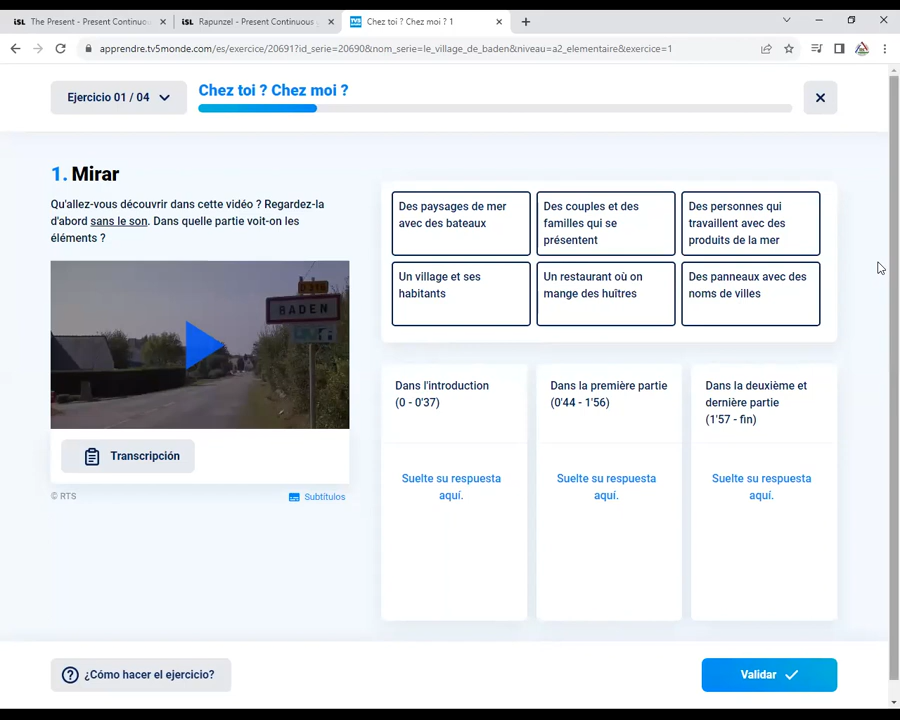 The Present - Present Continuou
Rapunzel - Present Continuous
Chez toi ? Chez moi ? 1
apprendre.tv5monde.com/es/exercice/20691?id_serie=20690&nom_serie=le_village_de_baden&niveau=a2_elementaire&exercice=1
Ejercicio 01 / 04
Chez toi ? Chez moi ?
1. Mirar
Qu'allez-vous découvrir dans cette vidéo ? Regardez-la
d'abord sans le son. Dans quelle partie voit-on les
éléments ?
BADEN
Transcripción
© RTS
Subtítulos
Des paysages de mer
avec des bateaux
Des couples et des
familles qui se
présentent
Des personnes qui
travaillent avec des
produits de la mer
Un village et ses
habitants
Un restaurant où on
mange des huîtres
Des panneaux avec des
noms de villes
Dans l'introduction
(0 - 0'37)
Suelte su respuesta
aquí.
Dans la première partie
(0'44 - 1'56)
Suelte su respuesta
aquí.
Dans la deuxième et
dernière partie
(1'57 - fin)
Suelte su respuesta
aquí.
¿Cómo hacer el ejercicio?
Validar